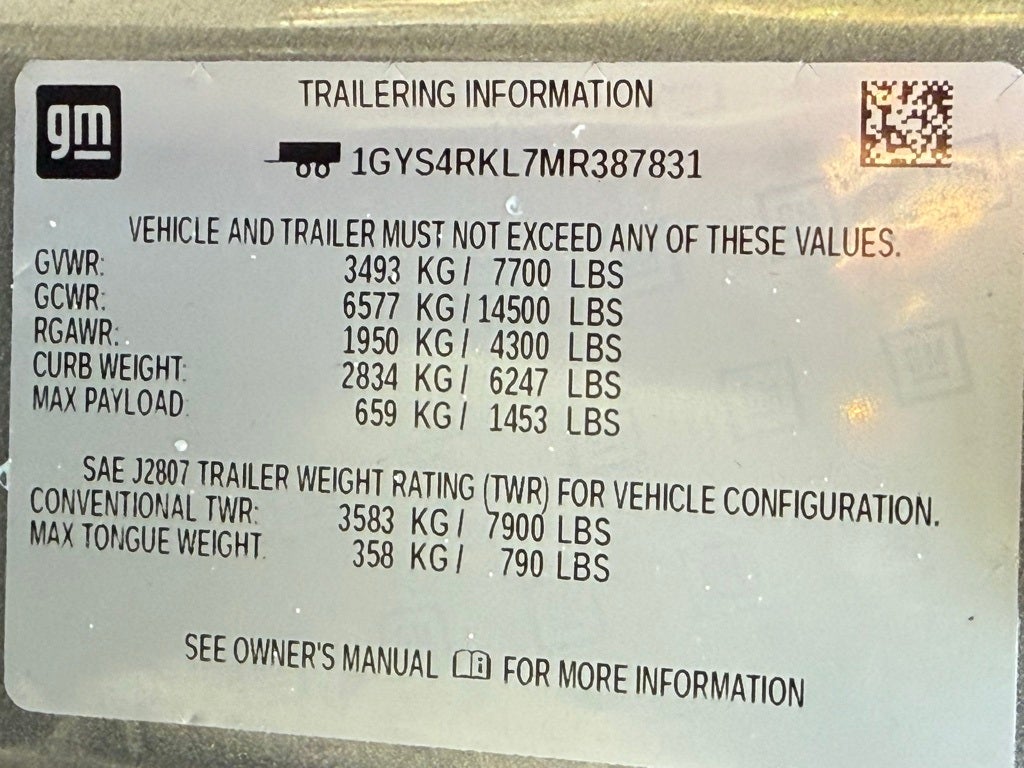 gm
TRAILERING INFORMATION
1GYS4RKL7MR387831
VEHICLE AND TRAILER MUST NOT EXCEED ANY OF THESE VALUES.
GVWR: 3493 KG / 7700 LBS
GCWR: 6577 KG / 14500 LBS
RGAWR: 1950 KG / 4300 LBS
CURB WEIGHT: 2834 KG / 6247 LBS
MAX PAYLOAD 659 KG / 1453 LBS
SAE J2807 TRAILER WEIGHT RATING (TWR) FOR VEHICLE CONFIGURATION.
CONVENTIONAL TWR: 3583 KG / 7900 LBS
MAX TONGUE WEIGHT. 358 KG / 790 LBS
SEE OWNER'S MANUAL i FOR MORE INFORMATION